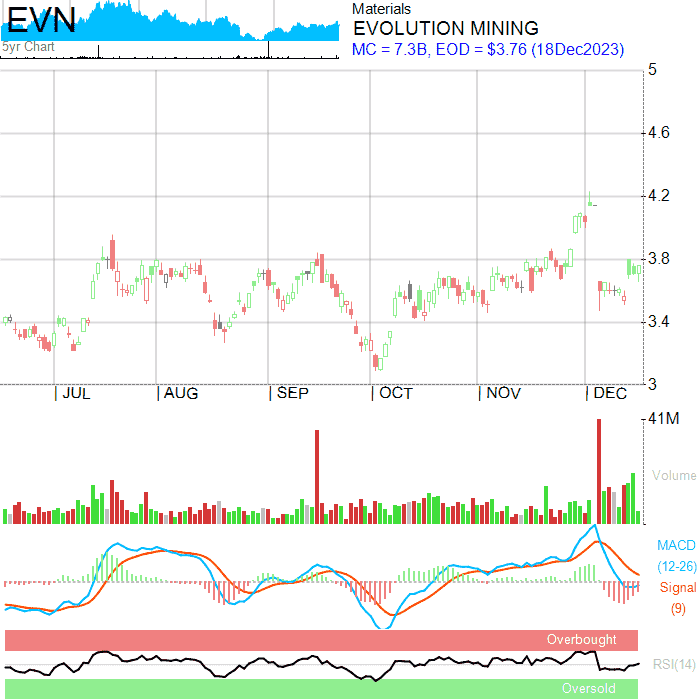 EVN
5yr Chart
Materials
EVOLUTION MINING
MC = 7.3B, EOD = $3.76 (18Dec2023)
5
4.6
4.2
3.8
3.4
3
JUL
AUG
SEP
OCT
NOV
DEC
41M
Volume
MACD
(12-26)
Signal
(9)
Overbought
RSI(14)
Oversold